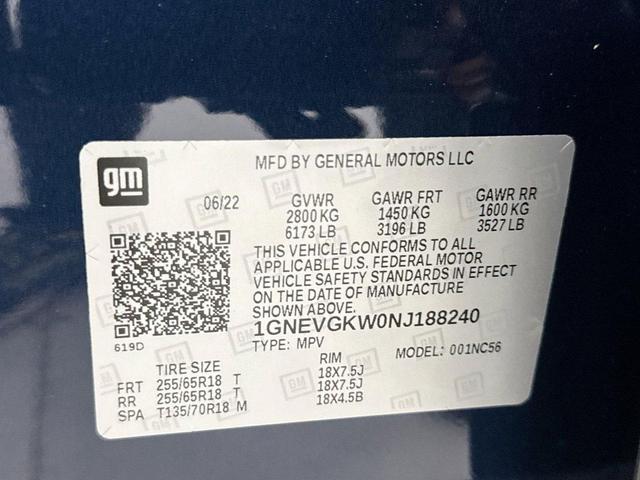 gm
MFD BY GENERAL MOTORS LLC
06/22 GVWR GAWR FRT GAWR RR
2800 KG 1450 KG 1600 KG
6173 LB 3196 LB 3527 LB
THIS VEHICLE CONFORMS TO ALL
APPLICABLE U.S. FEDERAL MOTOR
VEHICLE SAFETY STANDARDS IN EFFECT
ON THE DATE OF MANUFACTURE
SHOWN ABOVE.
1GNEVGKW0NJ188240
619D
TYPE: MPV MODEL: 001NC56
TIRE SIZE RIM
FRT 255/65R18 T 18X7.5J
RR 255/65R18 T 18X7.5J
SPA T135/70R18 M 18X4.5B